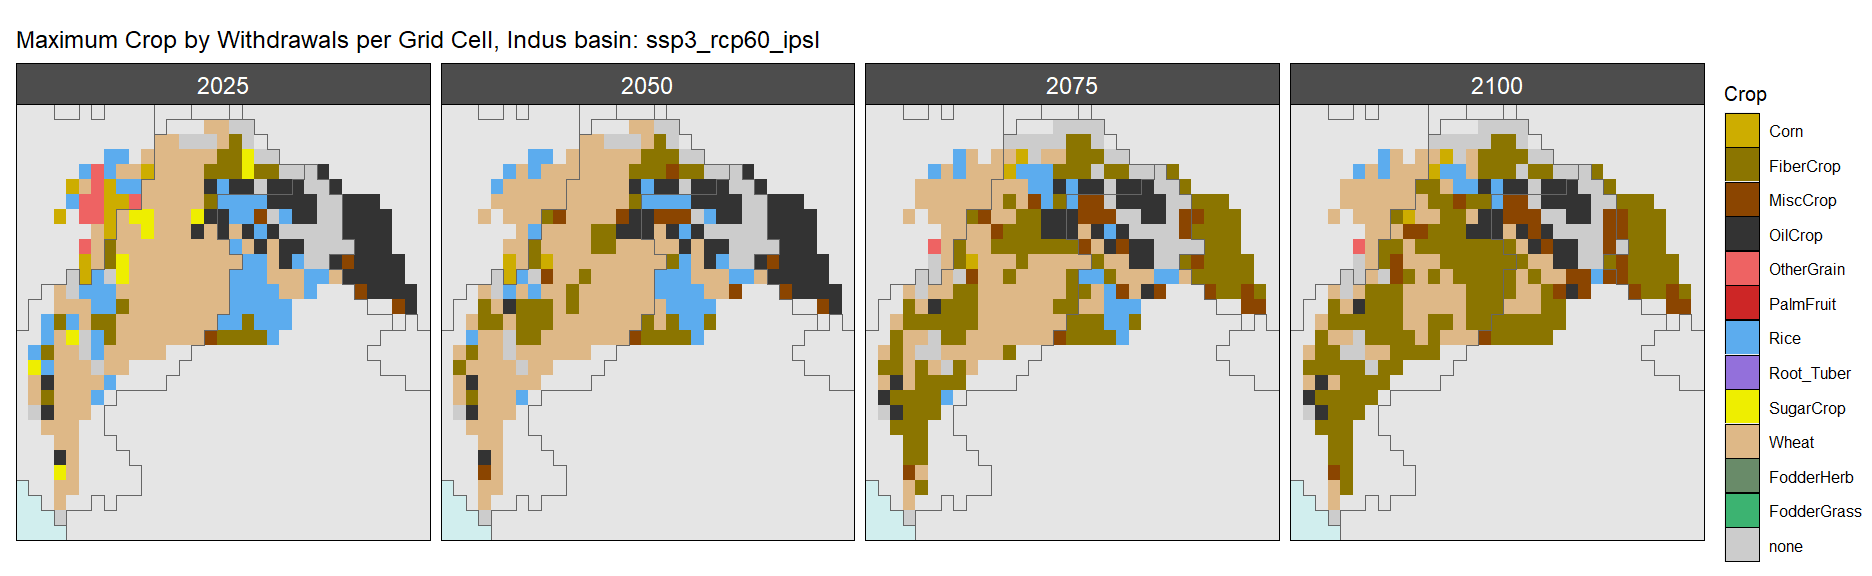 Maximum Crop by Withdrawals per Grid Cell, Indus basin: ssp3_rcp60_ipsl
2025
2050
2075
2100
Crop
Corn
FiberCrop
MiscCrop
OilCrop
OtherGrain
PalmFruit
Rice
Root_Tuber
SugarCrop
Wheat
FodderHerb
FodderGrass
none